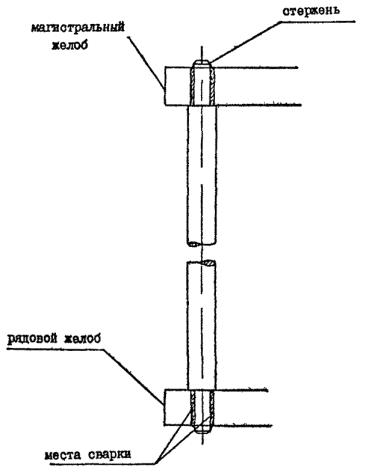 стержень
магистральный
желоб
рядовой желоб
места сварки